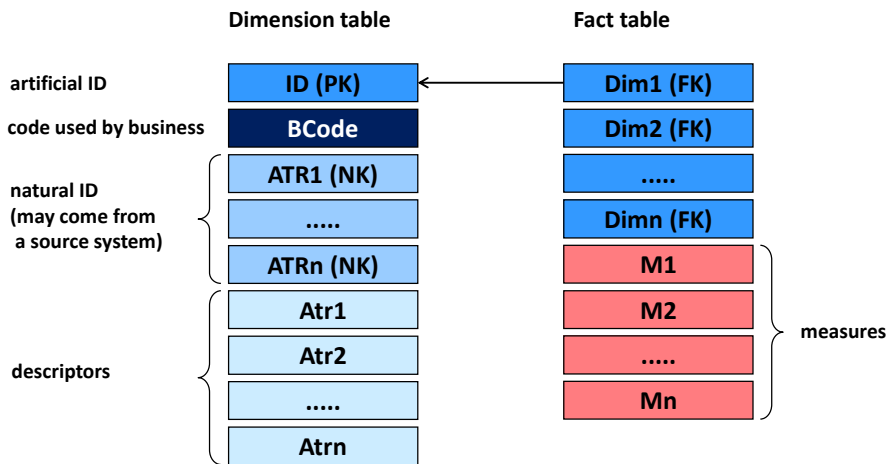 Dimension table
Fact table
artificial ID
ID (PK)
Dim1 (FK)
code used by business
BCode
Dim2 (FK)
natural ID
(may come from
a source system)
ATR1 (NK)
.....
.....
Dimn (FK)
ATRn (NK)
M1
descriptors
Atr1
M2
Atr2
.....
measures
.....
Mn
Atrn